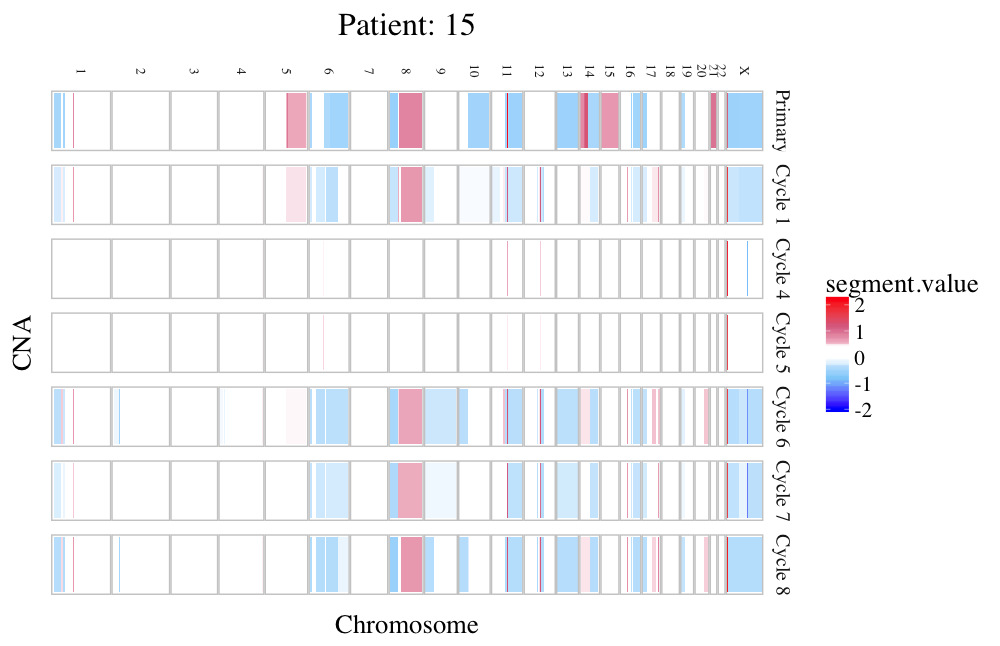 Patient: 15
1 2 3 4 5 6 7 8 9 10 11 12 13 14 15 16 17 18 19 20 21 22 X
Primary
Cycle 1
Cycle 4
Cycle 5
Cycle 6
Cycle 7
Cycle 8
CNA
Chromosome
segment.value
2
1
0
-1
-2